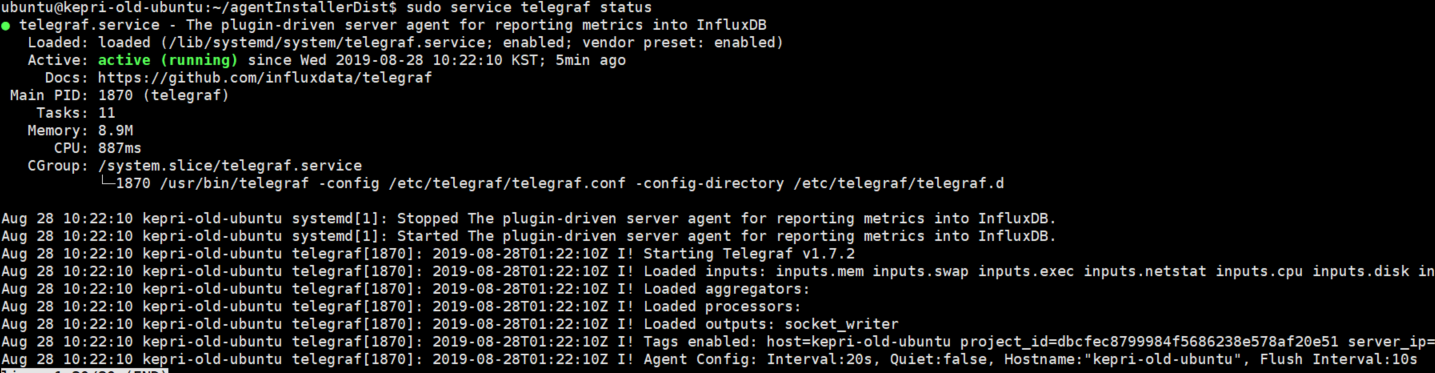 ubuntu@kepri-old-ubuntu:~/agentInstallerDist$ sudo service telegraf status
● telegraf.service - The plugin-driven server agent for reporting metrics into InfluxDB
   Loaded: loaded (/lib/systemd/system/telegraf.service; enabled; vendor preset: enabled)
   Active: active (running) since Wed 2019-08-28 10:22:10 KST; 5min ago
     Docs: https://github.com/influxdata/telegraf
 Main PID: 1870 (telegraf)
    Tasks: 11
   Memory: 8.9M
      CPU: 887ms
   CGroup: /system.slice/telegraf.service
           └─1870 /usr/bin/telegraf -config /etc/telegraf/telegraf.conf -config-directory /etc/telegraf/telegraf.d
Aug 28 10:22:10 kepri-old-ubuntu systemd[1]: Stopped The plugin-driven server agent for reporting metrics into InfluxDB.
Aug 28 10:22:10 kepri-old-ubuntu systemd[1]: Started The plugin-driven server agent for reporting metrics into InfluxDB.
Aug 28 10:22:10 kepri-old-ubuntu telegraf[1870]: 2019-08-28T01:22:10Z I! Starting Telegraf v1.7.2
Aug 28 10:22:10 kepri-old-ubuntu telegraf[1870]: 2019-08-28T01:22:10Z I! Loaded inputs: inputs.mem inputs.swap inputs.exec inputs.netstat inputs.cpu inputs.disk in
Aug 28 10:22:10 kepri-old-ubuntu telegraf[1870]: 2019-08-28T01:22:10Z I! Loaded aggregators:
Aug 28 10:22:10 kepri-old-ubuntu telegraf[1870]: 2019-08-28T01:22:10Z I! Loaded processors:
Aug 28 10:22:10 kepri-old-ubuntu telegraf[1870]: 2019-08-28T01:22:10Z I! Loaded outputs: socket_writer
Aug 28 10:22:10 kepri-old-ubuntu telegraf[1870]: 2019-08-28T01:22:10Z I! Tags enabled: host=kepri-old-ubuntu project_id=dbcfec8799984f5686238e578af20e51 server_ip=
Aug 28 10:22:10 kepri-old-ubuntu telegraf[1870]: 2019-08-28T01:22:10Z I! Agent Config: Interval:20s, Quiet:false, Hostname:"kepri-old-ubuntu", Flush Interval:10s